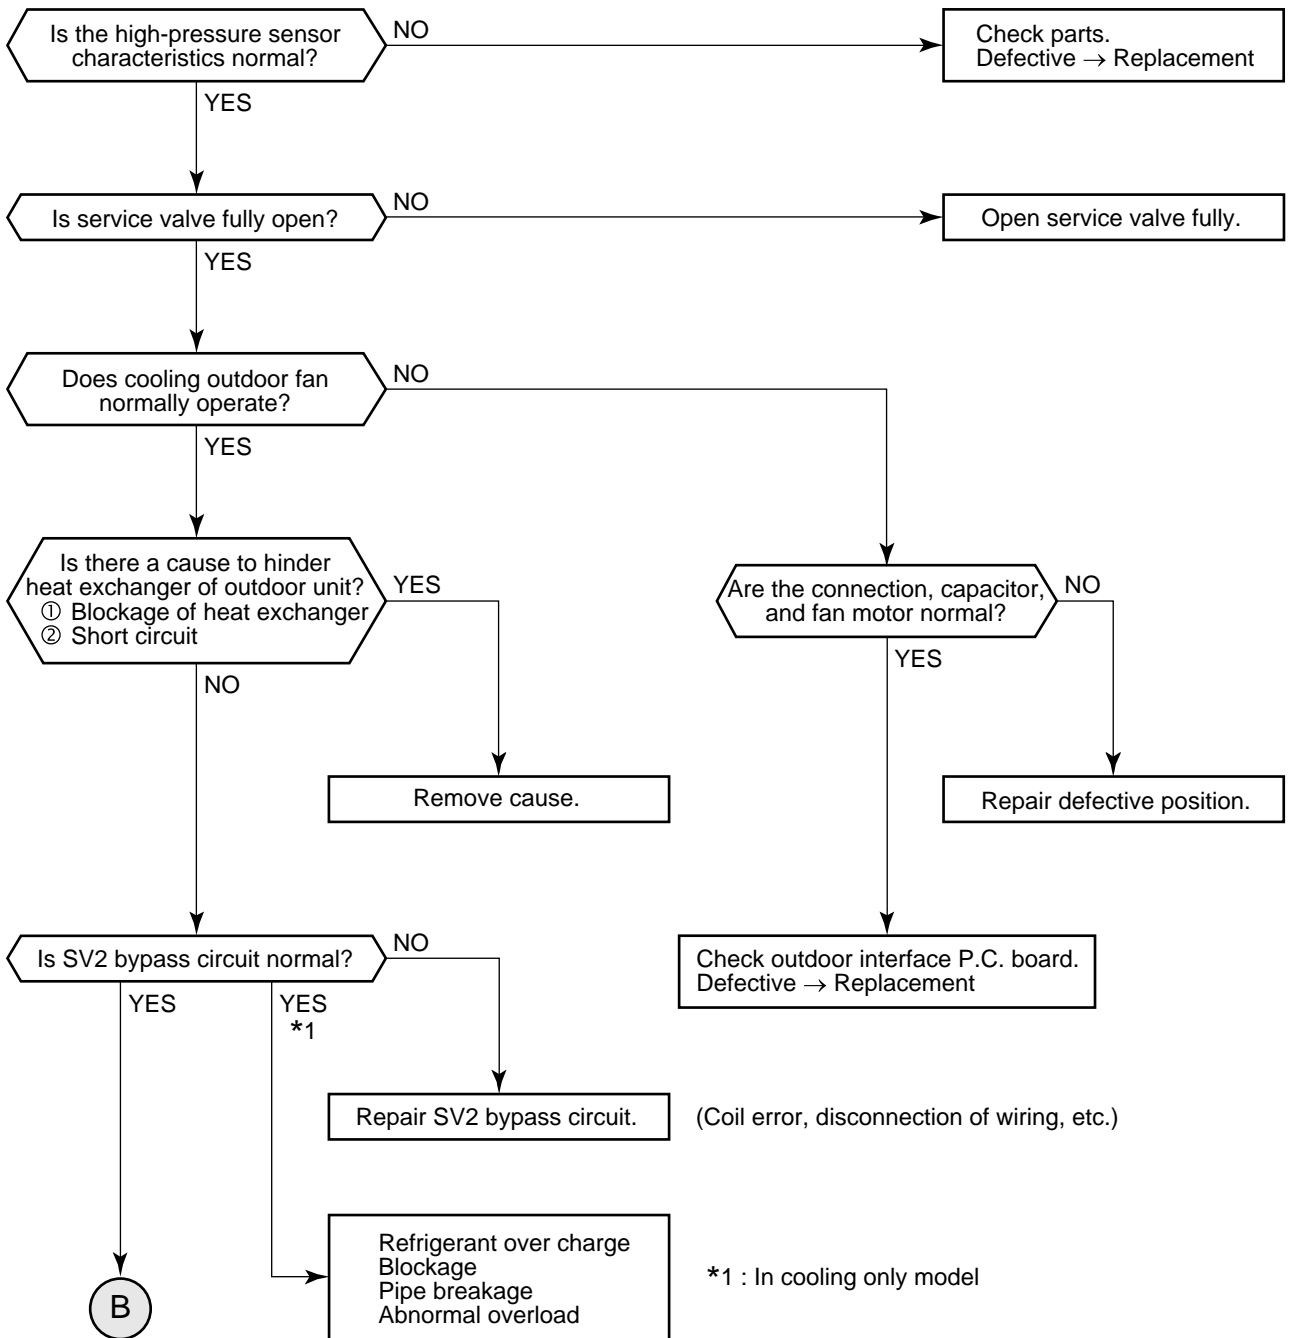 Is the high-pressure sensor
characteristics normal?
NO
Check parts.
Defective → Replacement
YES
Is service valve fully open?
NO
Open service valve fully.
YES
Does cooling outdoor fan
normally operate?
NO
YES
Is there a cause to hinder
heat exchanger of outdoor unit?
① Blockage of heat exchanger
② Short circuit
YES
Are the connection, capacitor,
and fan motor normal?
NO
YES
NO
Remove cause.
Repair defective position.
Is SV2 bypass circuit normal?
NO
Check outdoor interface P.C. board.
Defective → Replacement
YES
YES
*1
Repair SV2 bypass circuit.
(Coil error, disconnection of wiring, etc.)
Refrigerant over charge
Blockage
Pipe breakage
Abnormal overload
*1 : In cooling only model
B